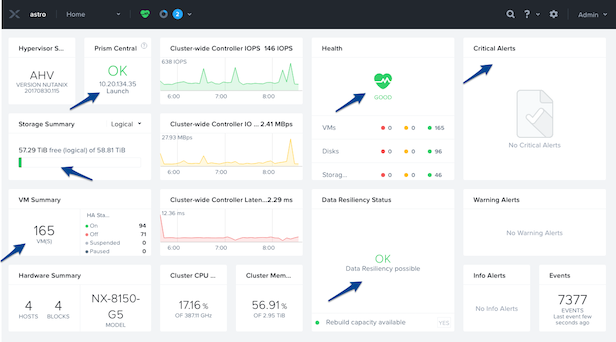 astro
Home
2
?
Admin
Hypervisor S...
AHV
VERSION NUTANIX
20170830.115
Prism Central
?
OK
10.20.134.35
Launch
Cluster-wide Controller IOPS 146 IOPS
638 IOPS
6:00 7:00 8:00
Health
GOOD
VMs 0 0 165
Disks 0 0 96
Storag... 0 0 46
Critical Alerts
No Critical Alerts
Storage Summary Logical
57.29 TiB free (logical) of 58.81 TiB
Cluster-wide Controller IO ... 2.41 MBps
27.93 MBps
6:00 7:00 8:00
VM Summary
165
VM(S)
HA Sta...
On 94
Off 71
Suspended 0
Paused 0
Cluster-wide Controller Laten... 2.29 ms
12.36 ms
6:00 7:00 8:00
Data Resiliency Status
OK
Data Resiliency possible
Rebuild capacity available YES
Warning Alerts
No Warning Alerts
Hardware Summary
4
HOSTS
4
BLOCKS
NX-8150-
G5
MODEL
Cluster CPU ...
17.16 %
OF 387.11 GHz
Cluster Mem...
56.91 %
OF 2.95 TiB
Info Alerts
No Info Alerts
Events
7377
EVENTS
Last event few
seconds ago